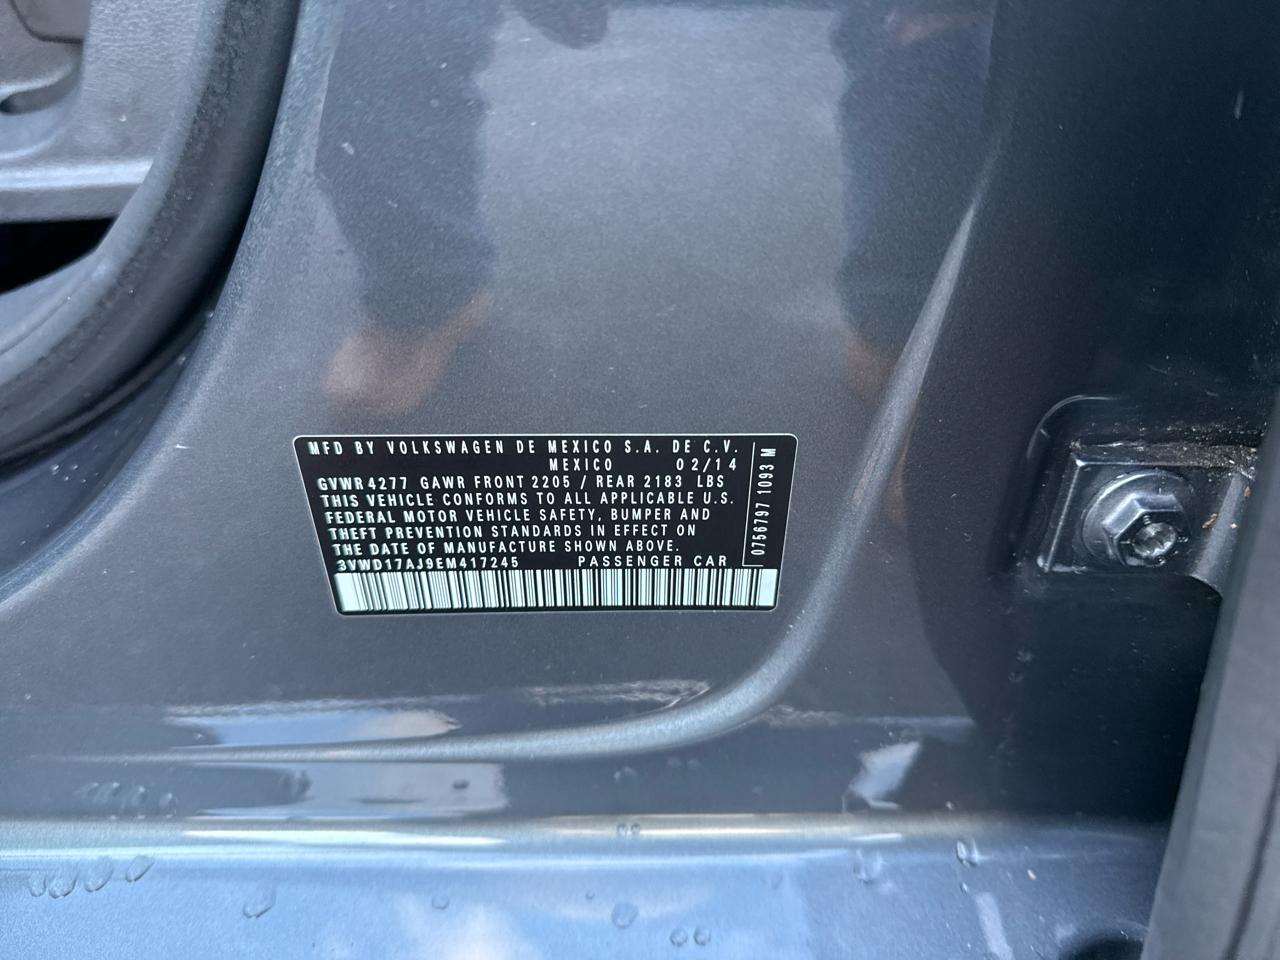 MFD BY VOLKSWAGEN DE MEXICO S.A. DE C.V.
MEXICO 02/14
GVWR 4277 GAWR FRONT 2205 / REAR 2183 LBS
THIS VEHICLE CONFORMS TO ALL APPLICABLE U.S.
FEDERAL MOTOR VEHICLE SAFETY, BUMPER AND
THEFT PREVENTION STANDARDS IN EFFECT ON
THE DATE OF MANUFACTURE SHOWN ABOVE.
3VWD17AJ9EM417245 PASSENGER CAR
0756797 1093 M